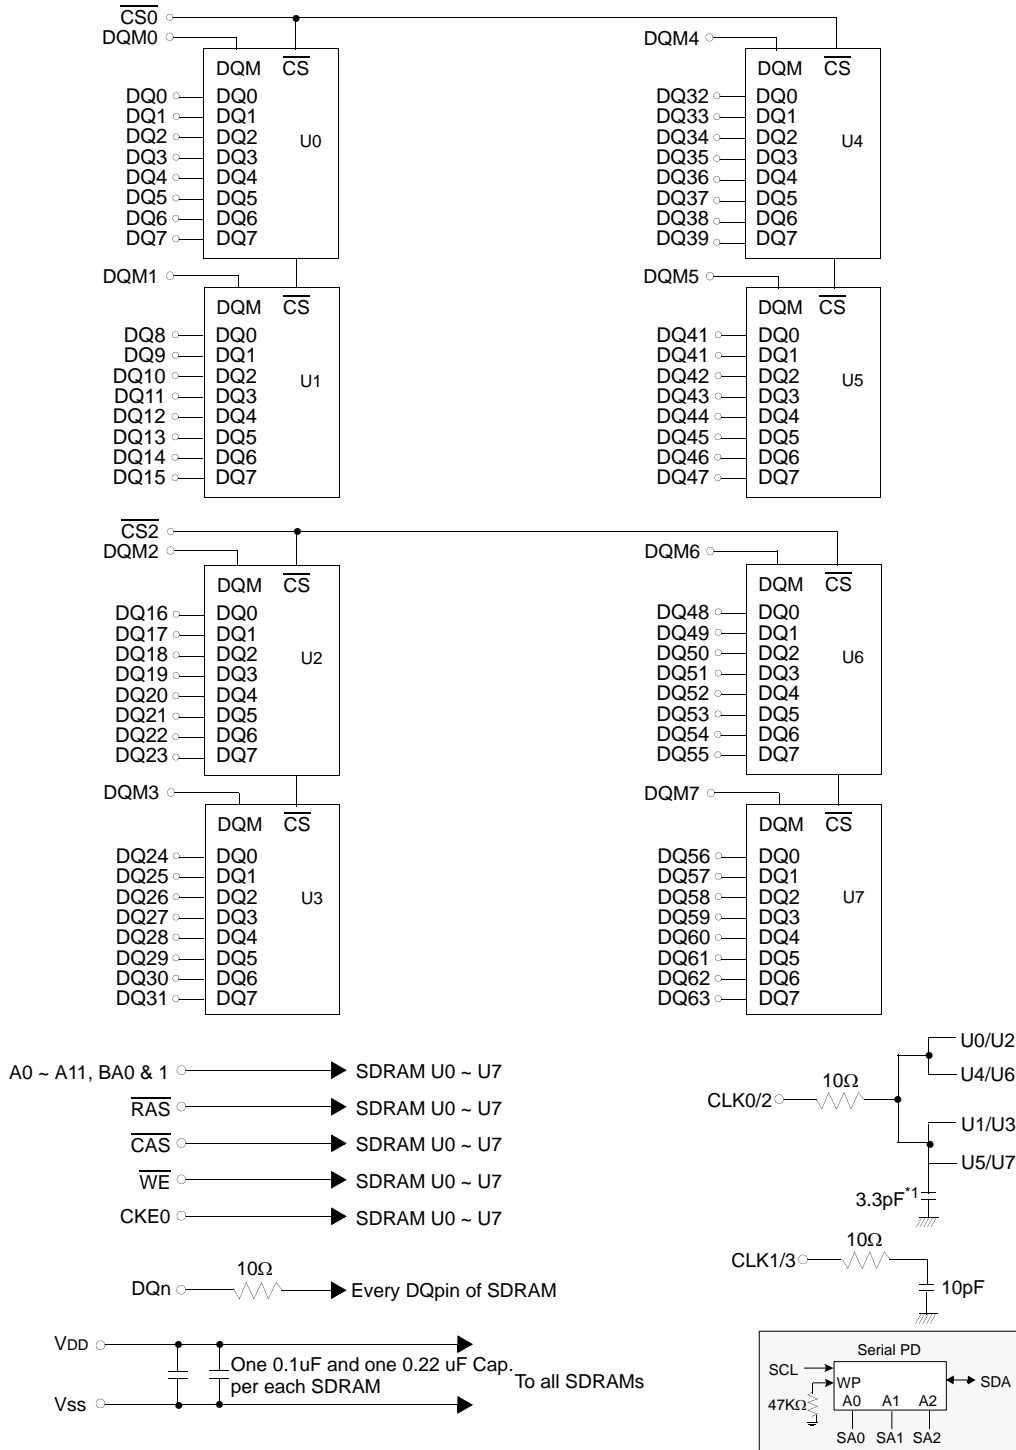 CS0
DQM0
DQM4
DQM CS
DQM CS
DQ0 DQ0
DQ1 DQ1
DQ2 DQ2
DQ3 DQ3
DQ4 DQ4
DQ5 DQ5
DQ6 DQ6
DQ7 DQ7
U0
DQ32 DQ0
DQ33 DQ1
DQ34 DQ2
DQ35 DQ3
DQ36 DQ4
DQ37 DQ5
DQ38 DQ6
DQ39 DQ7
U4
DQM1
DQM CS
DQ8 DQ0
DQ9 DQ1
DQ10 DQ2
DQ11 DQ3
DQ12 DQ4
DQ13 DQ5
DQ14 DQ6
DQ15 DQ7
U1
DQM5
DQM CS
DQ41 DQ0
DQ41 DQ1
DQ42 DQ2
DQ43 DQ3
DQ44 DQ4
DQ45 DQ5
DQ46 DQ6
DQ47 DQ7
U5
CS2
DQM2
DQM CS
DQ16 DQ0
DQ17 DQ1
DQ18 DQ2
DQ19 DQ3
DQ20 DQ4
DQ21 DQ5
DQ22 DQ6
DQ23 DQ7
U2
DQM6
DQM CS
DQ48 DQ0
DQ49 DQ1
DQ50 DQ2
DQ51 DQ3
DQ52 DQ4
DQ53 DQ5
DQ54 DQ6
DQ55 DQ7
U6
DQM3
DQM CS
DQ24 DQ0
DQ25 DQ1
DQ26 DQ2
DQ27 DQ3
DQ28 DQ4
DQ29 DQ5
DQ30 DQ6
DQ31 DQ7
U3
DQM7
DQM CS
DQ56 DQ0
DQ57 DQ1
DQ58 DQ2
DQ59 DQ3
DQ60 DQ4
DQ61 DQ5
DQ62 DQ6
DQ63 DQ7
U7
A0 ~ A11, BA0 & 1 SDRAM U0 ~ U7
RAS SDRAM U0 ~ U7
CAS SDRAM U0 ~ U7
WE SDRAM U0 ~ U7
CKE0 SDRAM U0 ~ U7
10Ω
DQn Every DQpin of SDRAM
VDD
One 0.1uF and one 0.22 uF Cap.
per each SDRAM
To all SDRAMs
Vss
U0/U2
10Ω
U4/U6
CLK0/2
U1/U3
U5/U7
3.3pF*1
10Ω
CLK1/3
10pF
Serial PD
SCL
WP
SDA
47KΩ
A0 A1 A2
SA0 SA1 SA2